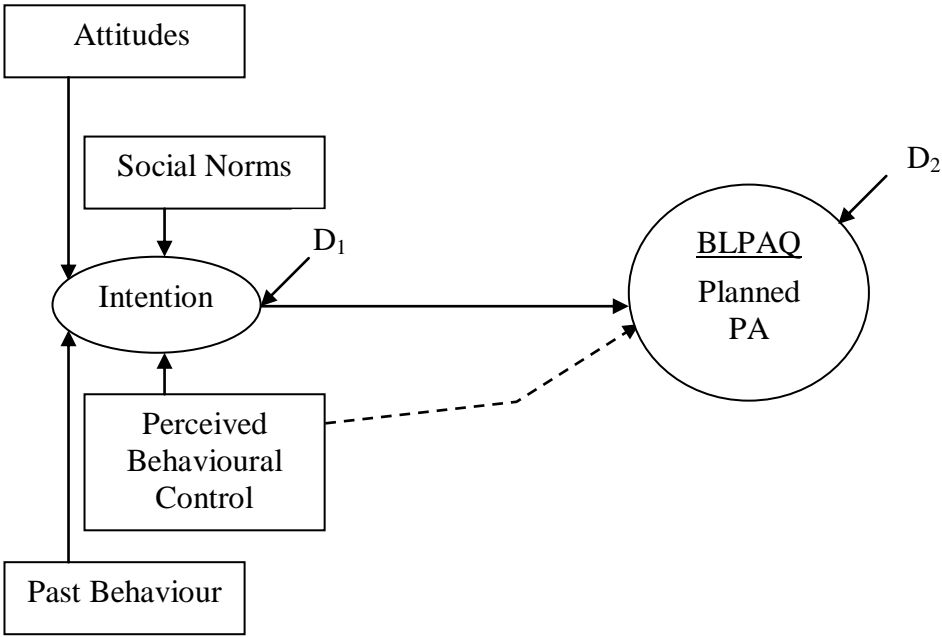 Attitudes
Social Norms
D₁
D₂
Intention
BLPAQ
Planned
PA
Perceived
Behavioural
Control
Past Behaviour